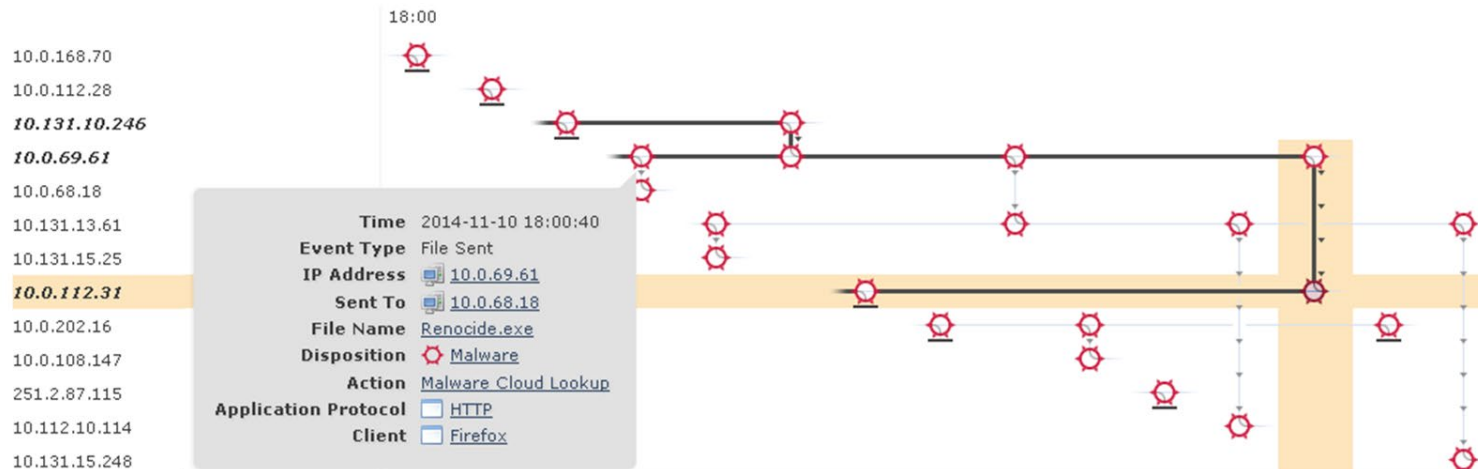 18:00
10.0.168.70
10.0.112.28
10.131.10.246
10.0.69.61
10.0.68.18
10.131.13.61
10.131.15.25
10.0.112.31
10.0.202.16
10.0.108.147
251.2.87.115
10.112.10.114
10.131.15.248
Time 2014-11-10 18:00:40
Event Type File Sent
IP Address 10.0.69.61
Sent To 10.0.68.18
File Name Renocide.exe
Disposition Malware
Action Malware Cloud Lookup
Application Protocol HTTP
Client Firefox